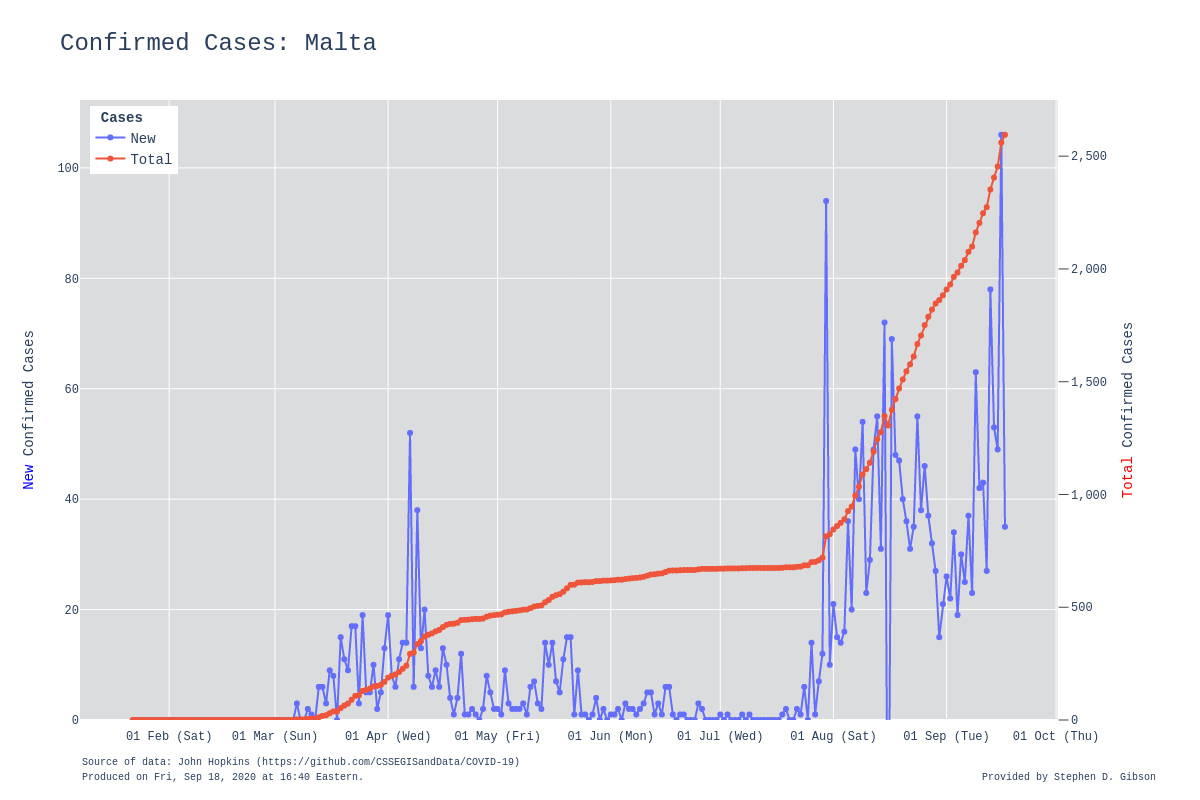 Confirmed Cases: Malta
Cases
New
Total
100
80
60
40
20
0
2,500
2,000
1,500
1,000
500
0
New Confirmed Cases
Total Confirmed Cases
01 Feb (Sat)
01 Mar (Sun)
01 Apr (Wed)
01 May (Fri)
01 Jun (Mon)
01 Jul (Wed)
01 Aug (Sat)
01 Sep (Tue)
01 Oct (Thu)
Source of data: John Hopkins (https://github.com/CSSEGISandData/COVID-19)
Produced on Fri, Sep 18, 2020 at 16:40 Eastern.
Provided by Stephen D. Gibson